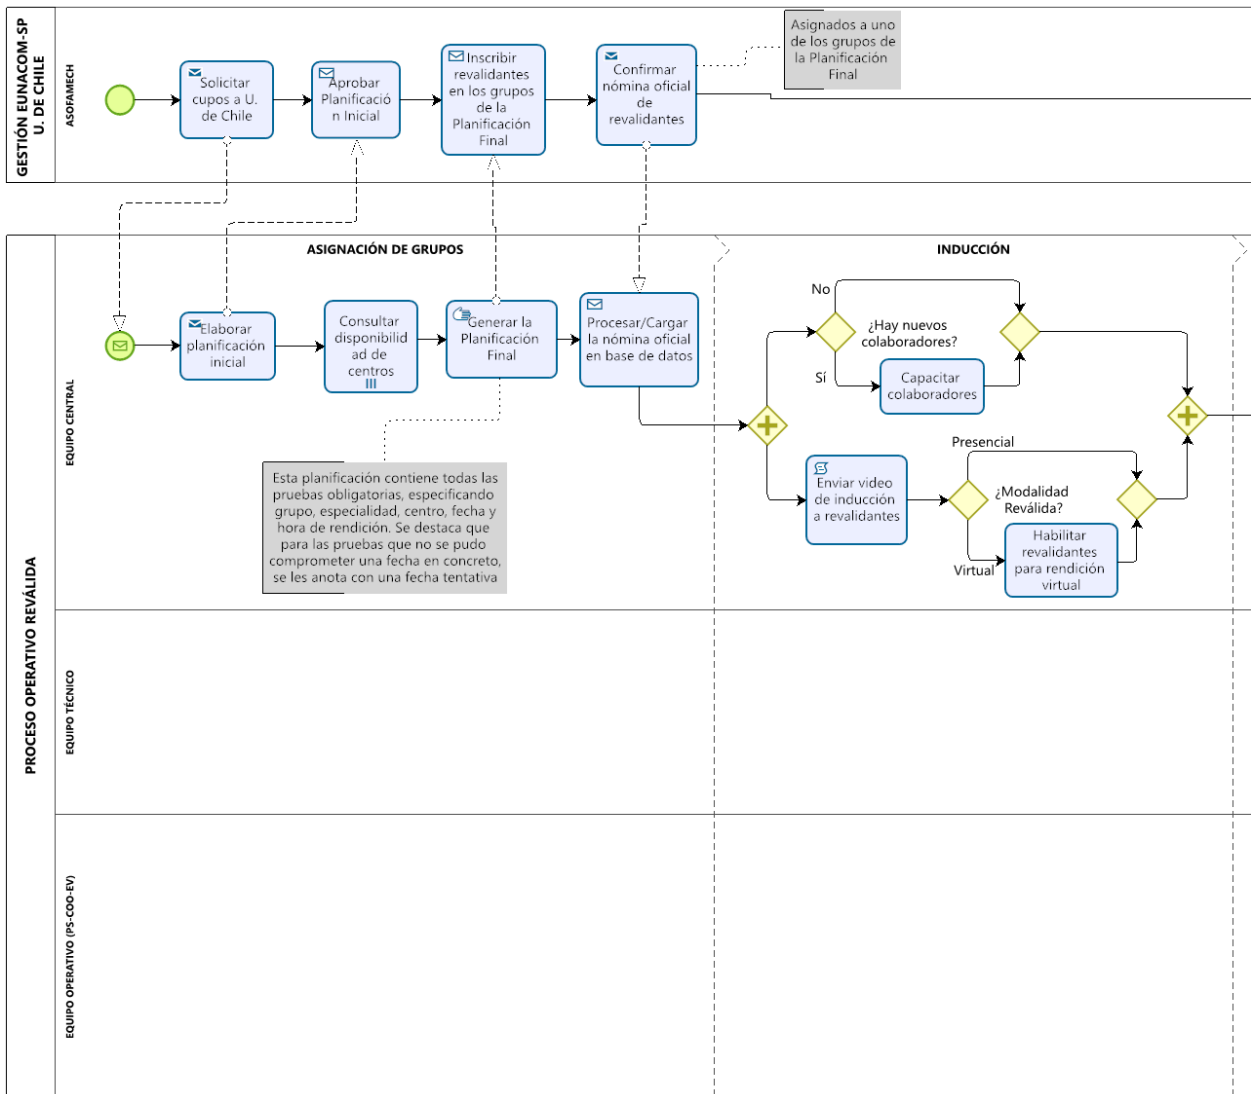 GESTIÓN EUNACOM-SP
U. DE CHILE
ASOFAMECH
Solicitar
cupos a U.
de Chile
Aprobar
Planificació
n Inicial
Inscribir
revalidantes
en los grupos
de la
Planificación
Final
Confirmar
nómina oficial
de
revalidantes
Asignados a uno
de los grupos de
la Planificación
Final
PROCESO OPERATIVO REVÁLIDA
EQUIPO CENTRAL
ASIGNACIÓN DE GRUPOS
Elaborar
planificación
inicial
Consultar
disponibilid
ad de
centros
Generar la
Planificación
Final
Procesar/Cargar
la nómina oficial
en base de datos
Esta planificación contiene todas las
pruebas obligatorias, especificando
grupo, especialidad, centro, fecha y
hora de rendición. Se destaca que
para las pruebas que no se pudo
comprometer una fecha en concreto,
se les anota con una fecha tentativa
INDUCCIÓN
No
¿Hay nuevos
colaboradores?
Sí
Capacitar
colaboradores
Enviar video
de inducción
a revalidantes
Presencial
¿Modalidad
Reválida?
Virtual
Habilitar
revalidantes
para rendición
virtual
EQUIPO TÉCNICO
EQUIPO OPERATIVO (PS-COO-EV)